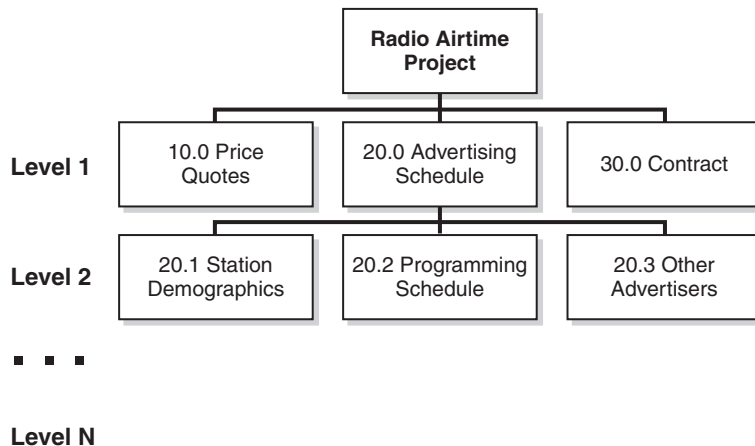 Radio Airtime
Project
Level 1
10.0 Price
Quotes
20.0 Advertising
Schedule
30.0 Contract
Level 2
20.1 Station
Demographics
20.2 Programming
Schedule
20.3 Other
Advertisers
Level N